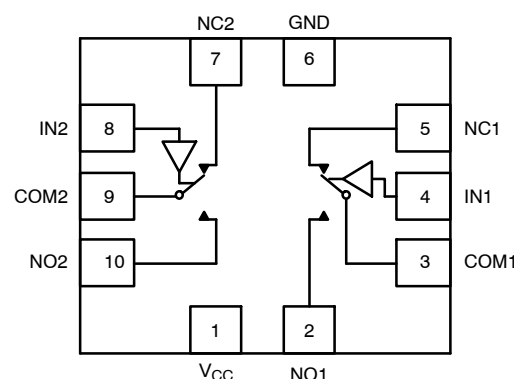 NC2 GND
7 6
IN2 8 5 NC1
COM2 9 4 IN1
NO2 10 3 COM1
1 2
VCC NO1